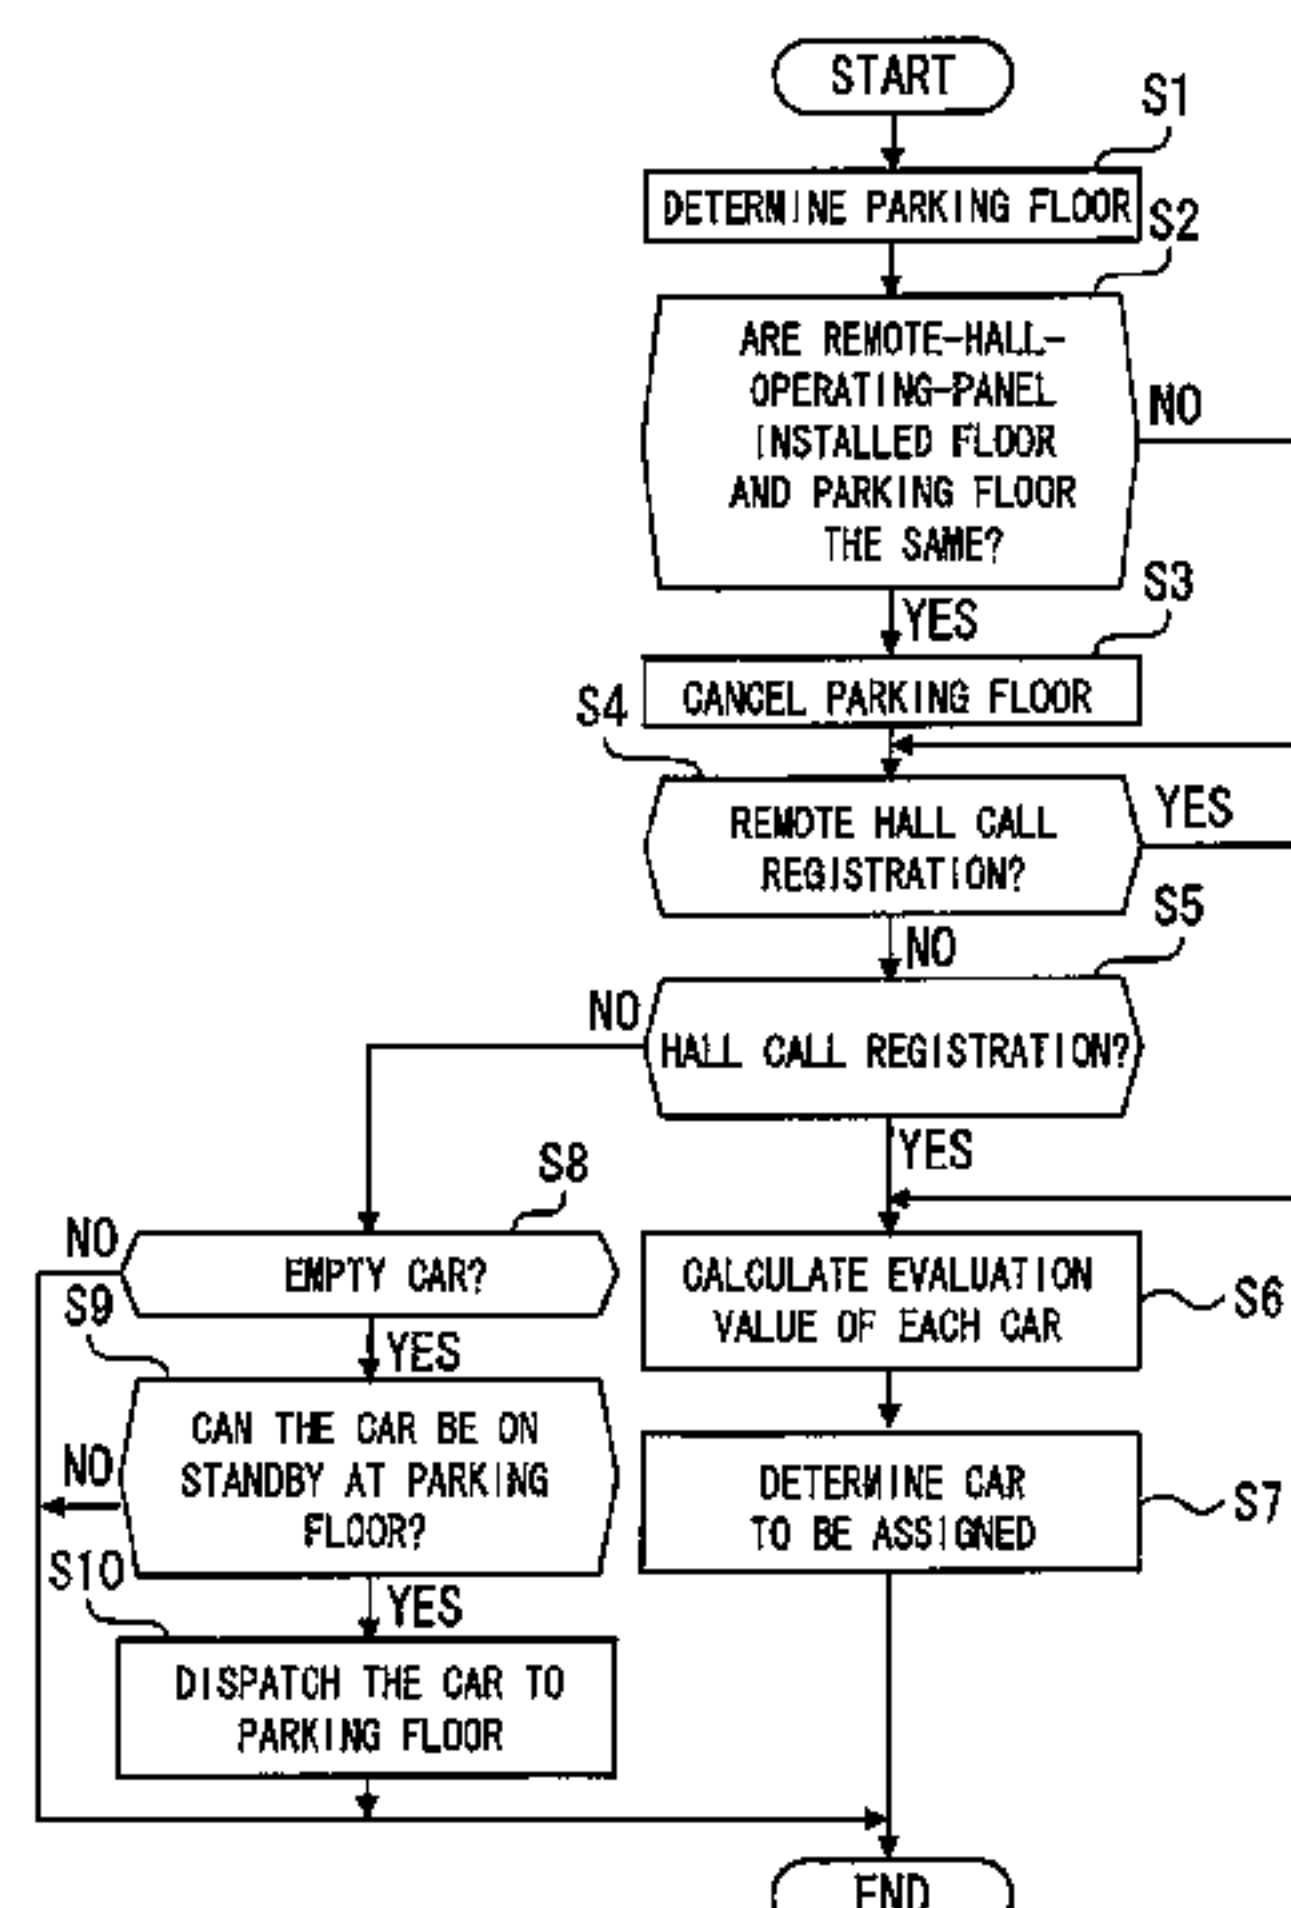 START
S1
DETERMINE PARKING FLOOR
S2
ARE REMOTE-HALL-
OPERATING-PANEL
INSTALLED FLOOR
AND PARKING FLOOR
THE SAME?
NO
YES
S3
CANCEL PARKING FLOOR
S4
REMOTE HALL CALL
REGISTRATION?
YES
NO
S5
HALL CALL REGISTRATION?
NO
YES
S8
EMPTY CAR?
NO
YES
S9
CAN THE CAR BE ON
STANDBY AT PARKING
FLOOR?
NO
YES
S10
DISPATCH THE CAR TO
PARKING FLOOR
CALCULATE EVALUATION
VALUE OF EACH CAR
S6
DETERMINE CAR
TO BE ASSIGNED
S7
END